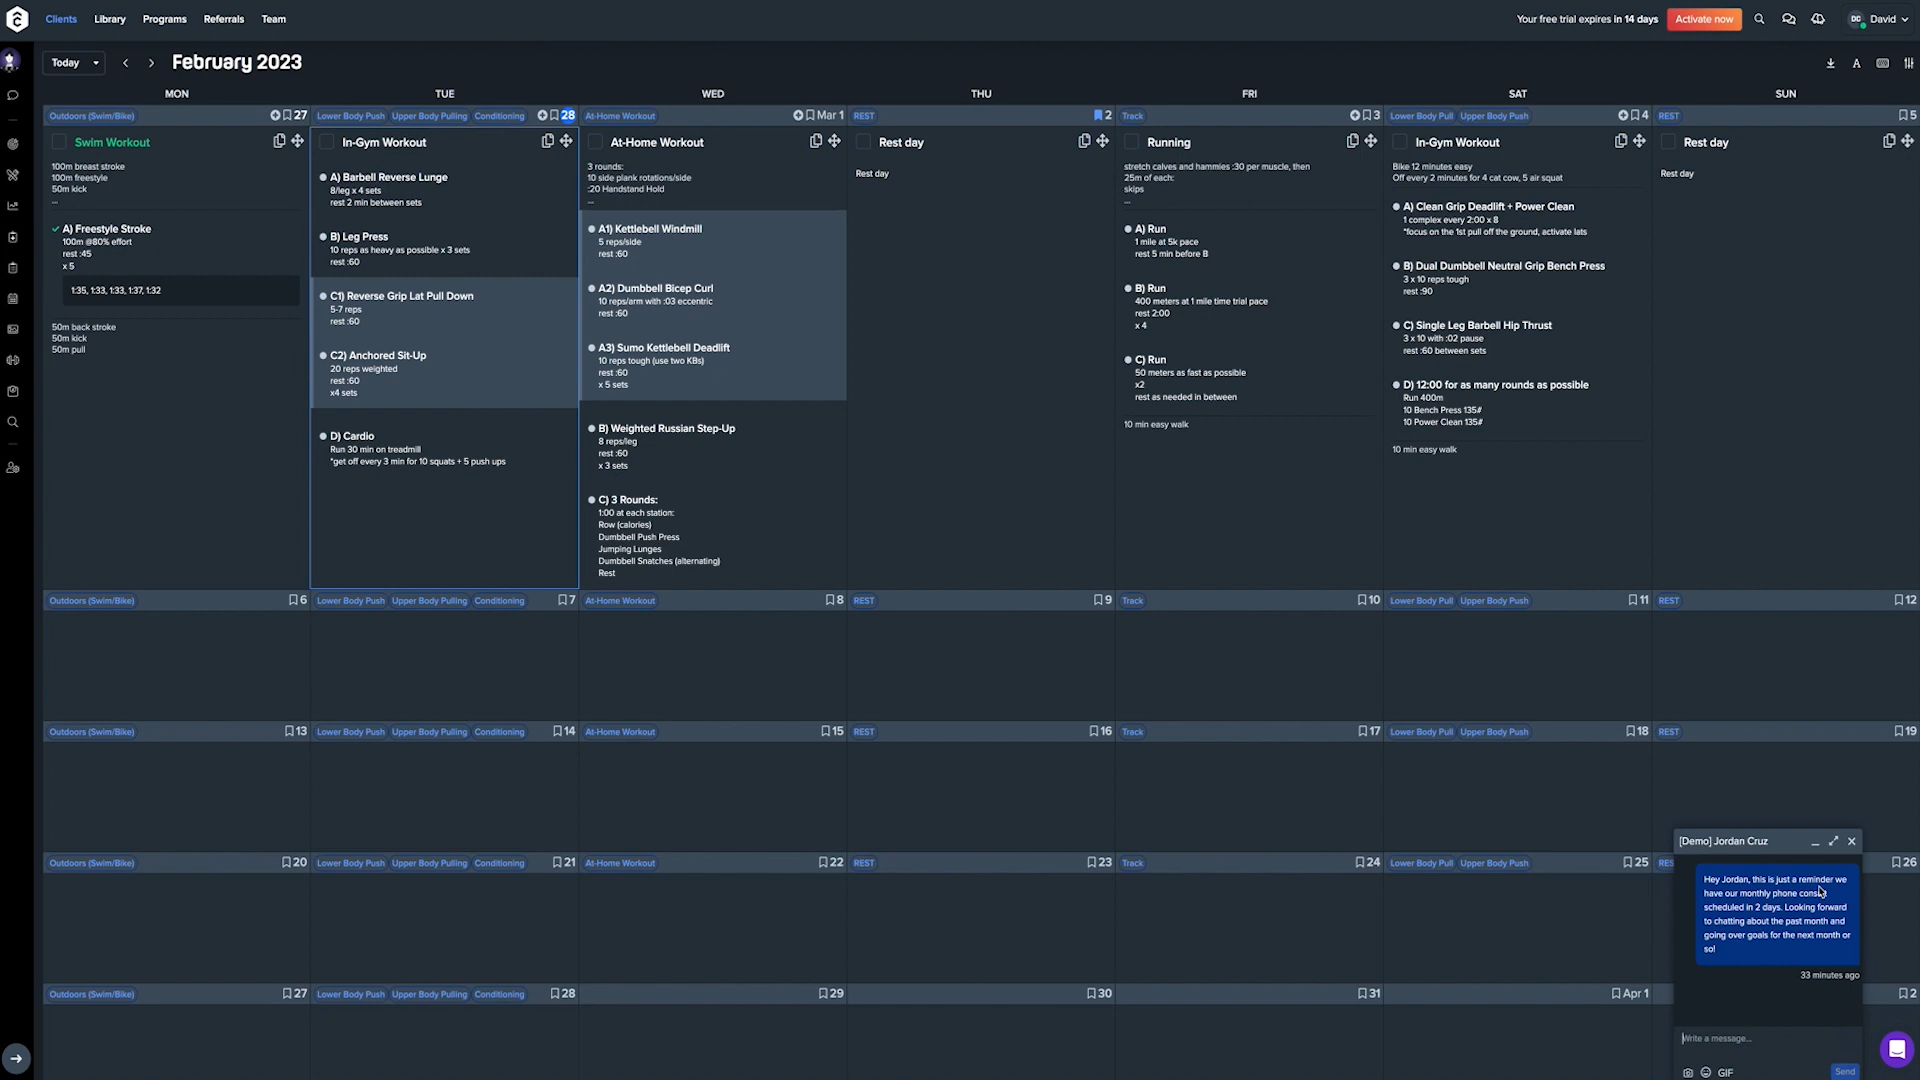 Clients
Library
Programs
Referrals
Team
Your free trial expires in 14 days
Activate now
DC
David
Today
February 2023
A
MON
TUE
WED
THU
FRI
SAT
SUN
Outdoors (Swim/Bike)
27
Swim Workout
100m breast stroke
100m freestyle
50m kick
...
A) Freestyle Stroke
100m @80% effort
rest :45
x 5
1:35, 1:33, 1:33, 1:37, 1:32
50m back stroke
50m kick
50m pull
Lower Body Push Upper Body Pulling Conditioning
28
In-Gym Workout
A) Barbell Reverse Lunge
8/leg x 4 sets
rest 2 min between sets
B) Leg Press
10 reps as heavy as possible x 3 sets
rest :60
C1) Reverse Grip Lat Pull Down
5-7 reps
rest :60
C2) Anchored Sit-Up
20 reps weighted
rest :60
x4 sets
D) Cardio
Run 30 min on treadmill
*get off every 3 min for 10 squats + 5 push ups
At-Home Workout
Mar 1
At-Home Workout
3 rounds:
10 side plank rotations/side
:20 Handstand Hold
...
A1) Kettlebell Windmill
5 reps/side
rest :60
A2) Dumbbell Bicep Curl
10 reps/arm with :03 eccentric
rest :60
A3) Sumo Kettlebell Deadlift
10 reps tough (use two KBs)
rest :60
x 5 sets
B) Weighted Russian Step-Up
8 reps/leg
rest :60
x 3 sets
C) 3 Rounds:
1:00 at each station:
Row (calories)
Dumbbell Push Press
Jumping Lunges
Dumbbell Snatches (alternating)
Rest
REST
2
Rest day
Rest day
Track
3
Running
stretch calves and hammies :30 per muscle, then
25m of each:
skips
...
A) Run
1 mile at 5k pace
rest 5 min before B
B) Run
400 meters at 1 mile time trial pace
rest 2:00
x 4
C) Run
50 meters as fast as possible
x2
rest as needed in between
10 min easy walk
Lower Body Pull Upper Body Push
4
In-Gym Workout
Bike 12 minutes easy
Off every 2 minutes for 4 cat cow, 5 air squat
A) Clean Grip Deadlift + Power Clean
1 complex every 2:00 x 8
*focus on the 1st pull off the ground, activate lats
B) Dual Dumbbell Neutral Grip Bench Press
3 x 10 reps tough
rest :90
C) Single Leg Barbell Hip Thrust
3 x 10 with :02 pause
rest :60 between sets
D) 12:00 for as many rounds as possible
Run 400m
10 Bench Press 135#
10 Power Clean 135#
10 min easy walk
REST
5
Rest day
Rest day
Outdoors (Swim/Bike) 6
Lower Body Push Upper Body Pulling Conditioning 7
At-Home Workout 8
REST 9
Track 10
Lower Body Pull Upper Body Push 11
REST 12
Outdoors (Swim/Bike) 13
Lower Body Push Upper Body Pulling Conditioning 14
At-Home Workout 15
REST 16
Track 17
Lower Body Pull Upper Body Push 18
REST 19
Outdoors (Swim/Bike) 20
Lower Body Push Upper Body Pulling Conditioning 21
At-Home Workout 22
REST 23
Track 24
Lower Body Pull Upper Body Push 25
RES 26
Outdoors (Swim/Bike) 27
Lower Body Push Upper Body Pulling Conditioning 28
29
30
31
Apr 1
2
[Demo] Jordan Cruz
Hey Jordan, this is just a reminder we
have our monthly phone
scheduled in 2 days. Looking forward
to chatting about the past month and
going over goals for the next month or
so!
33 minutes ago
Write a message...
GIF
Send